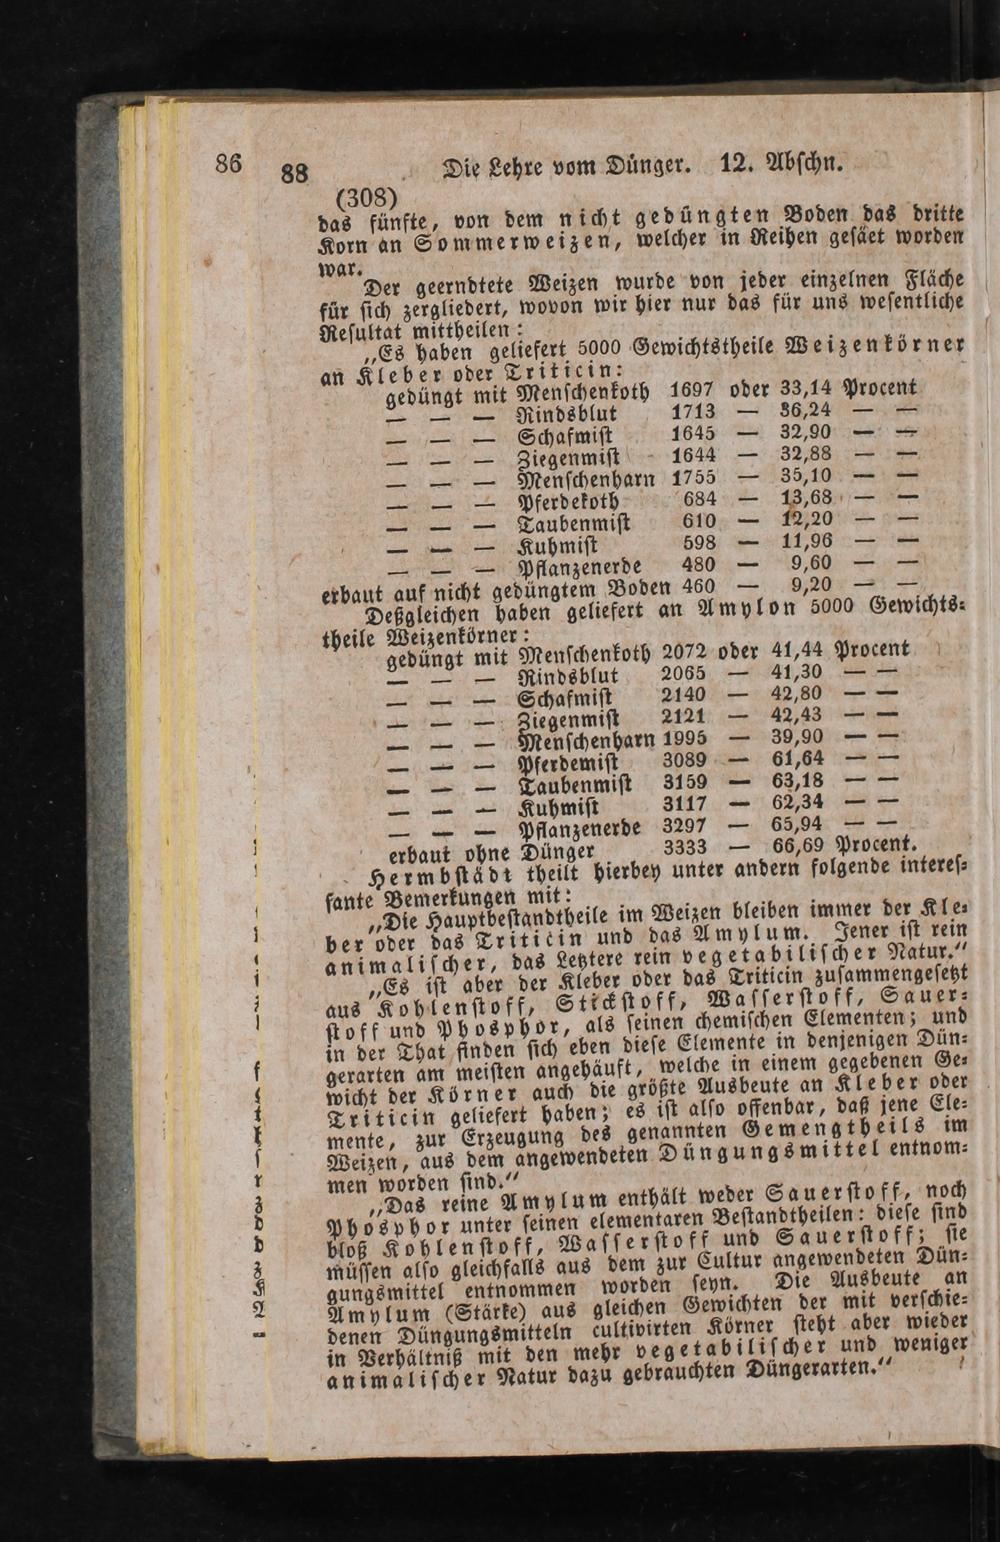 86
88 Die Lehre vom Dünger. 12. Abſchn.
(308)
das fünfte, von dem nicht gedüngten Boden das dritte
Korn an Sommerweizen, welcher in Reihen geſäet worden
war.
Der geerndtete Weizen wurde von jeder einzelnen Fläche
für ſich zergliedert, wovon wir hier nur das für uns weſentliche
Reſultat mittheilen:
„Es haben geliefert 5000 Gewichtstheile Weizenkörner
an Kleber oder Triticin:
gedüngt mit Menſchenkoth 1697 oder 33,14 Procent
— — — Rindsblut 1713 — 36,24 — —
— — — Schafmiſt 1645 — 32,90 — —
— — — Ziegenmiſt 1644 — 32,88 — —
— — — Menſchenharn 1755 — 35,10 — —
— — — Pferdekoth 684 — 13,68 — —
— — — Taubenmiſt 610 — 12,20 — —
— — — Kuhmiſt 598 — 11,96 — —
— — — Pflanzenerde 480 — 9,60 — —
erbaut auf nicht gedüngtem Boden 460 — 9,20 — —
Deßgleichen haben geliefert an Amylon 5000 Gewichts-
theile Weizenkörner:
gedüngt mit Menſchenkoth 2072 oder 41,44 Procent
— — — Rindsblut 2065 — 41,30 — —
— — — Schafmiſt 2140 — 42,80 — —
— — — Ziegenmiſt 2121 — 42,43 — —
— — — Menſchenharn 1995 — 39,90 — —
— — — Pferdemiſt 3089 — 61,64 — —
— — — Taubenmiſt 3159 — 63,18 — —
— — — Kuhmiſt 3117 — 62,34 — —
— — — Pflanzenerde 3297 — 65,94 — —
erbaut ohne Dünger 3333 — 66,69 Procent.
Hermbſtädt theilt hierbey unter andern folgende intereſ-
ſante Bemerkungen mit:
„Die Hauptbeſtandtheile im Weizen bleiben immer der Kle-
ber oder das Triticin und das Amylum. Jener iſt rein
animaliſcher, das Letztere rein vegetabiliſcher Natur.“
„Es iſt aber der Kleber oder das Triticin zuſammengeſetzt
aus Kohlenſtoff, Stickſtoff, Waſſerſtoff, Sauer-
ſtoff und Phosphor, als ſeinen chemiſchen Elementen; und
in der That finden ſich eben dieſe Elemente in denjenigen Dün-
gerarten am meiſten angehäuft, welche in einem gegebenen Ge-
wicht der Körner auch die größte Ausbeute an Kleber oder
Triticin geliefert haben; es iſt alſo offenbar, daß jene Ele-
mente, zur Erzeugung des genannten Gemengtheils im
Weizen, aus dem angewendeten Düngungsmittel entnom-
men worden ſind.“
„Das reine Amylum enthält weder Sauerſtoff, noch
Phosphor unter ſeinen elementaren Beſtandtheilen: dieſe ſind
bloß Kohlenſtoff, Waſſerſtoff und Sauerſtoff; ſie
müſſen alſo gleichfalls aus dem zur Cultur angewendeten Dün-
gungsmittel entnommen worden ſeyn. Die Ausbeute an
Amylum (Stärke) aus gleichen Gewichten der mit verſchie-
denen Düngungsmitteln cultivirten Körner ſteht aber wieder
in Verhältniß mit den mehr vegetabiliſcher und weniger
animaliſcher Natur dazu gebrauchten Düngerarten.“